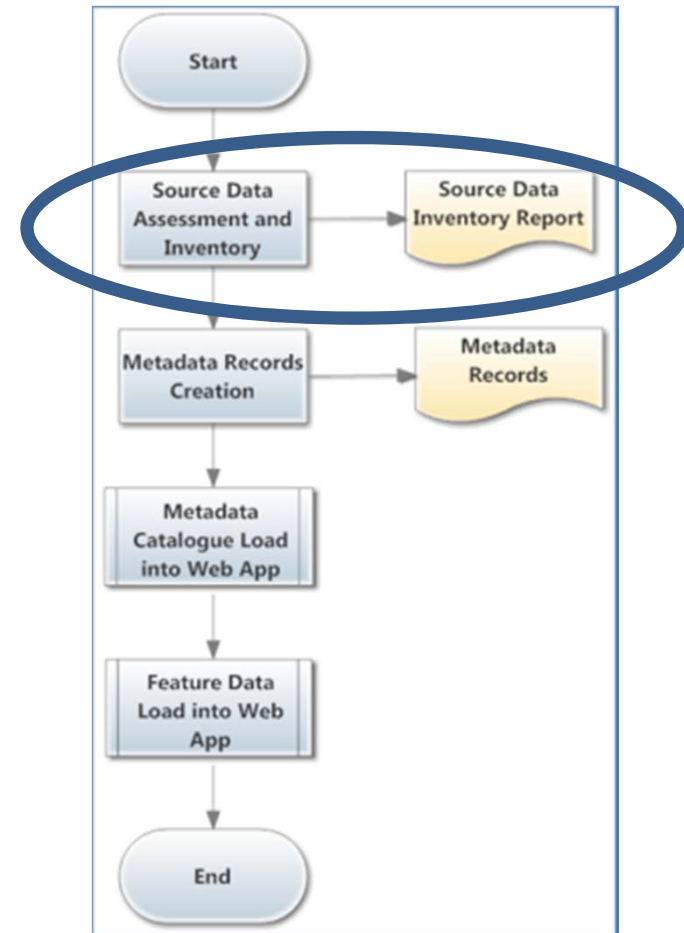 Start
Source Data
Assessment and
Inventory
Source Data
Inventory Report
Metadata Records
Creation
Metadata
Records
Metadata
Catalogue Load
into Web App
Feature Data
Load into Web
App
End